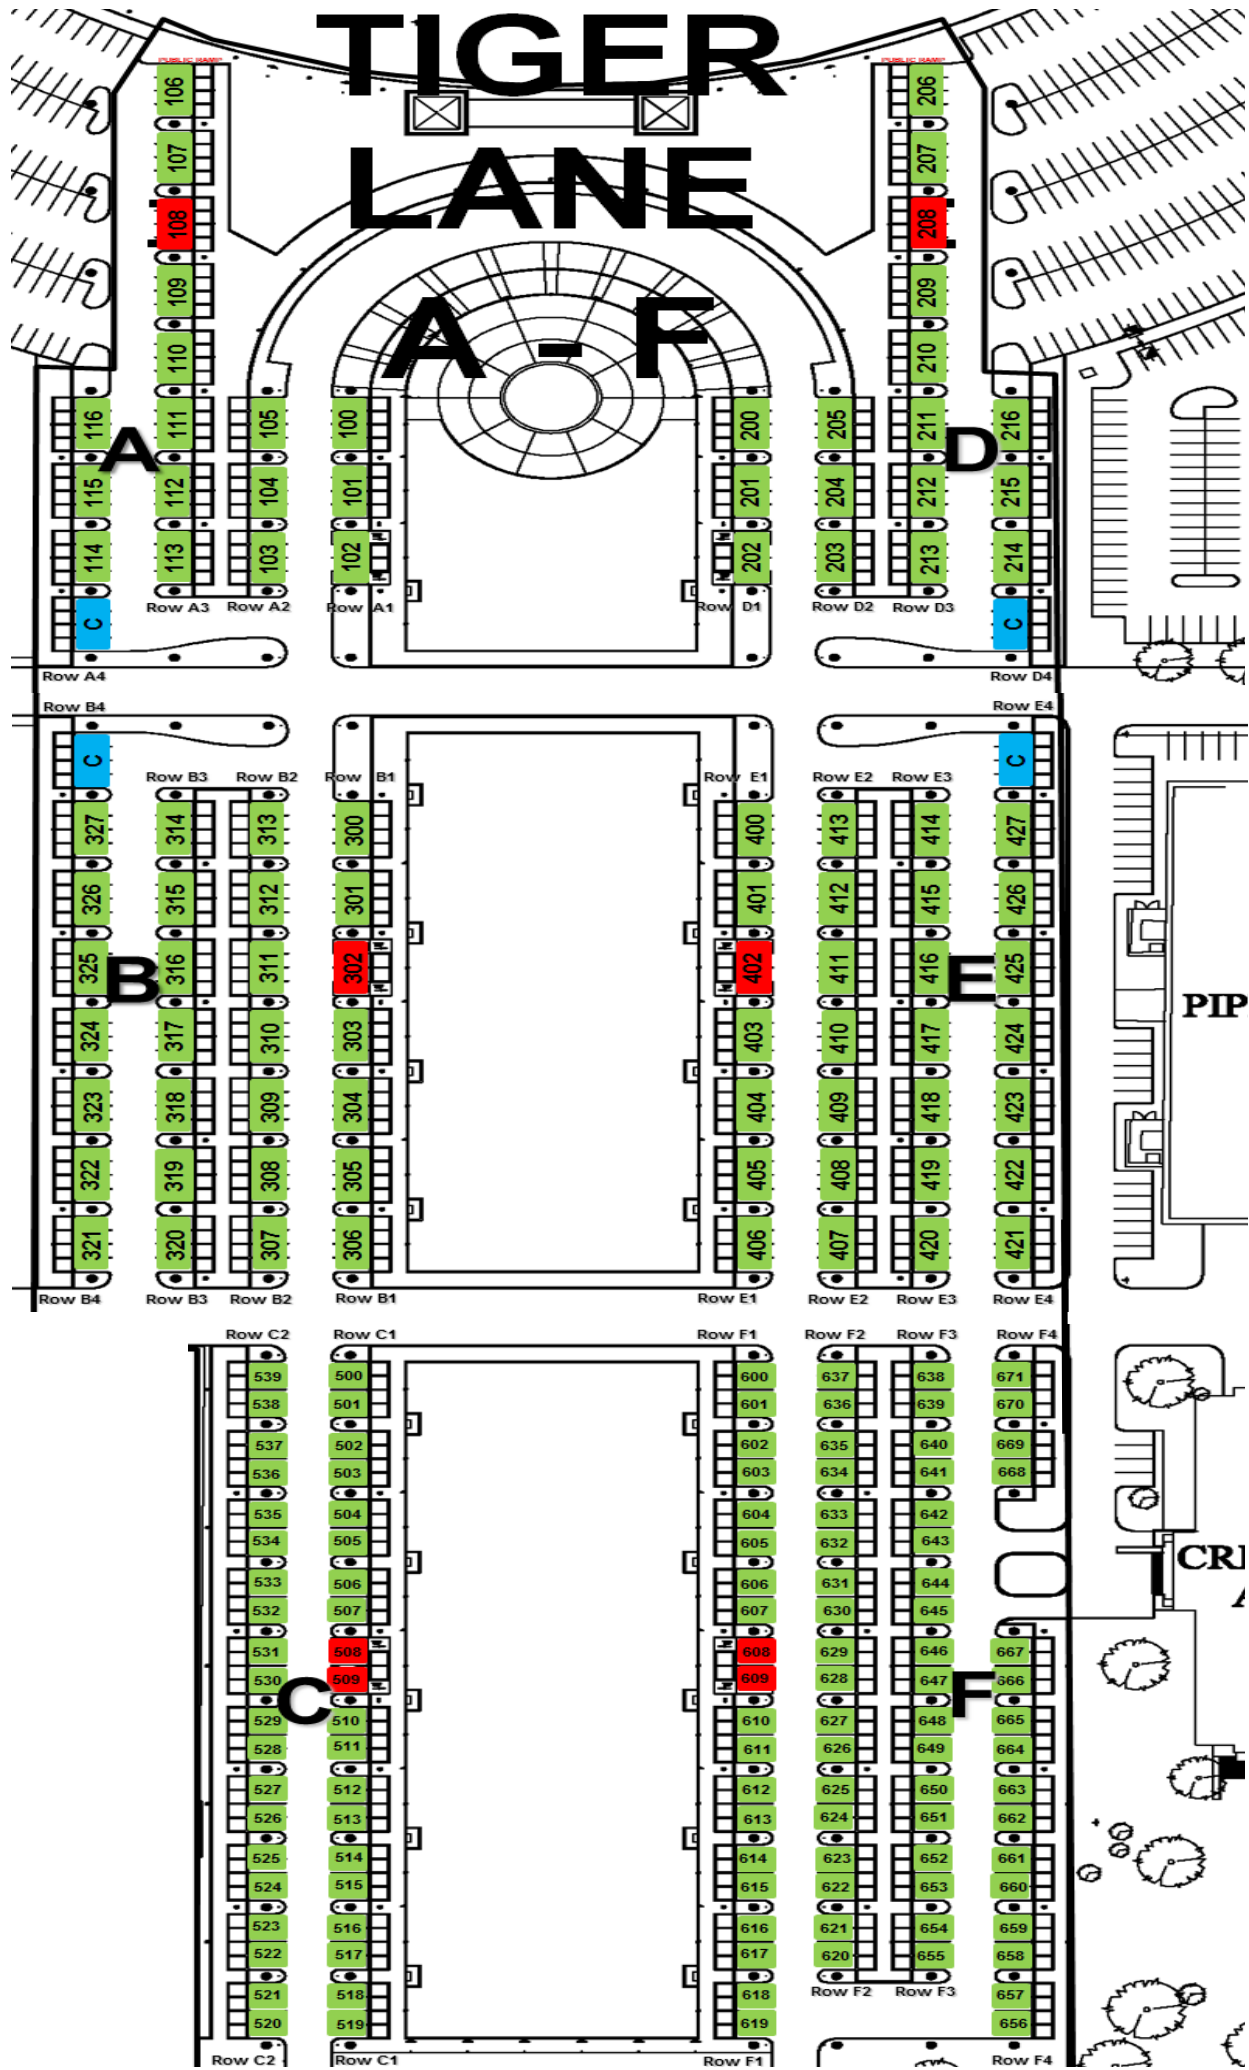 TIGER
LANE
A - F
PUBLIC RAMP
PUBLIC RAMP
106
206
107
207
108
208
109
209
110
210
116 111 105 100 200 205 211 216
A D
115 112 104 101 201 204 212 215
114 113 103 102 202 203 213 214
Row A3 Row A2 Row A1 Row D1 Row D2 Row D3
C C
Row A4 Row D4
Row B4 Row E4
C C
Row B3 Row B2 Row B1 Row E1 Row E2 Row E3
327 314 313 300 400 413 414 427
326 315 312 301 401 412 415 426
325 B 316 311 302 402 411 416 E 425
PIP
324 317 310 303 403 410 417 424
323 318 309 304 404 409 418 423
322 319 308 305 405 408 419 422
321 320 307 306 406 407 420 421
Row B4 Row B3 Row B2 Row B1 Row E1 Row E2 Row E3 Row E4
Row C2 Row C1 Row F1 Row F2 Row F3 Row F4
539 500 600 637 638 671
538 501 601 636 639 670
537 502 602 635 640 669
536 503 603 634 641 668
535 504 604 633 642
534 505 605 632 643
CRI
533 506 606 631 644
532 507 607 630 645
531 508 608 629 646 667
530 509 609 628 647 666
C F
529 510 610 627 648 665
528 511 611 626 649 664
527 512 612 625 650 663
526 513 613 624 651 662
525 514 614 623 652 661
524 515 615 622 653 660
523 516 616 621 654 659
522 517 617 620 655 658
Row F2 Row F3
521 518 618 657
520 519 619 656
Row C2 Row C1 Row F1 Row F4